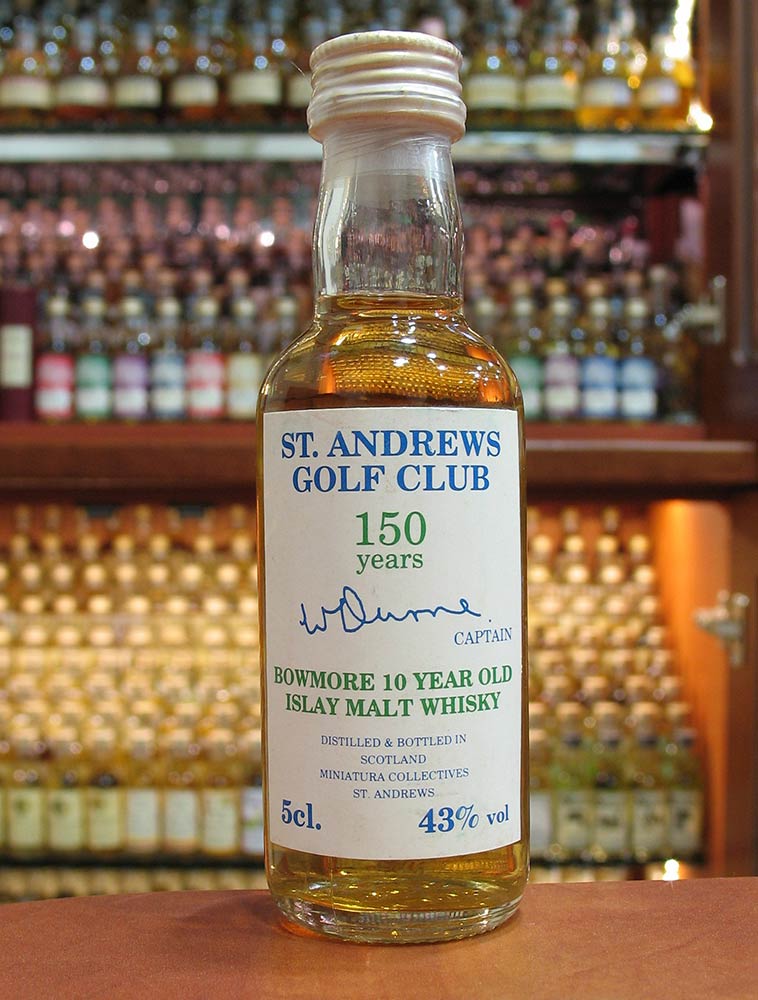 ST. ANDREWS
GOLF CLUB
150
years
CAPTAIN
BOWMORE 10 YEAR OLD
ISLAY MALT WHISKY
DISTILLED & BOTTLED IN
SCOTLAND
MINIATURA COLLECTIVES
ST. ANDREWS
5cl. 43% vol